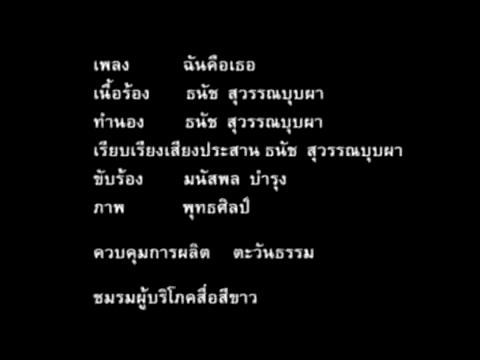 เพลง ฉันคือเธอ
เนื้อร้อง ธนัช สุวรรณบุบผา
ทำนอง ธนัช สุวรรณบุบผา
เรียบเรียงเสียงประสาน ธนัช สุวรรณบุบผา
ขับร้อง มนัสพล บำรุง
ภาพ พุทธศิลป์
ควบคุมการผลิต ตะวันธรรม
ชมรมผู้บริโภคสื่อสีขาว